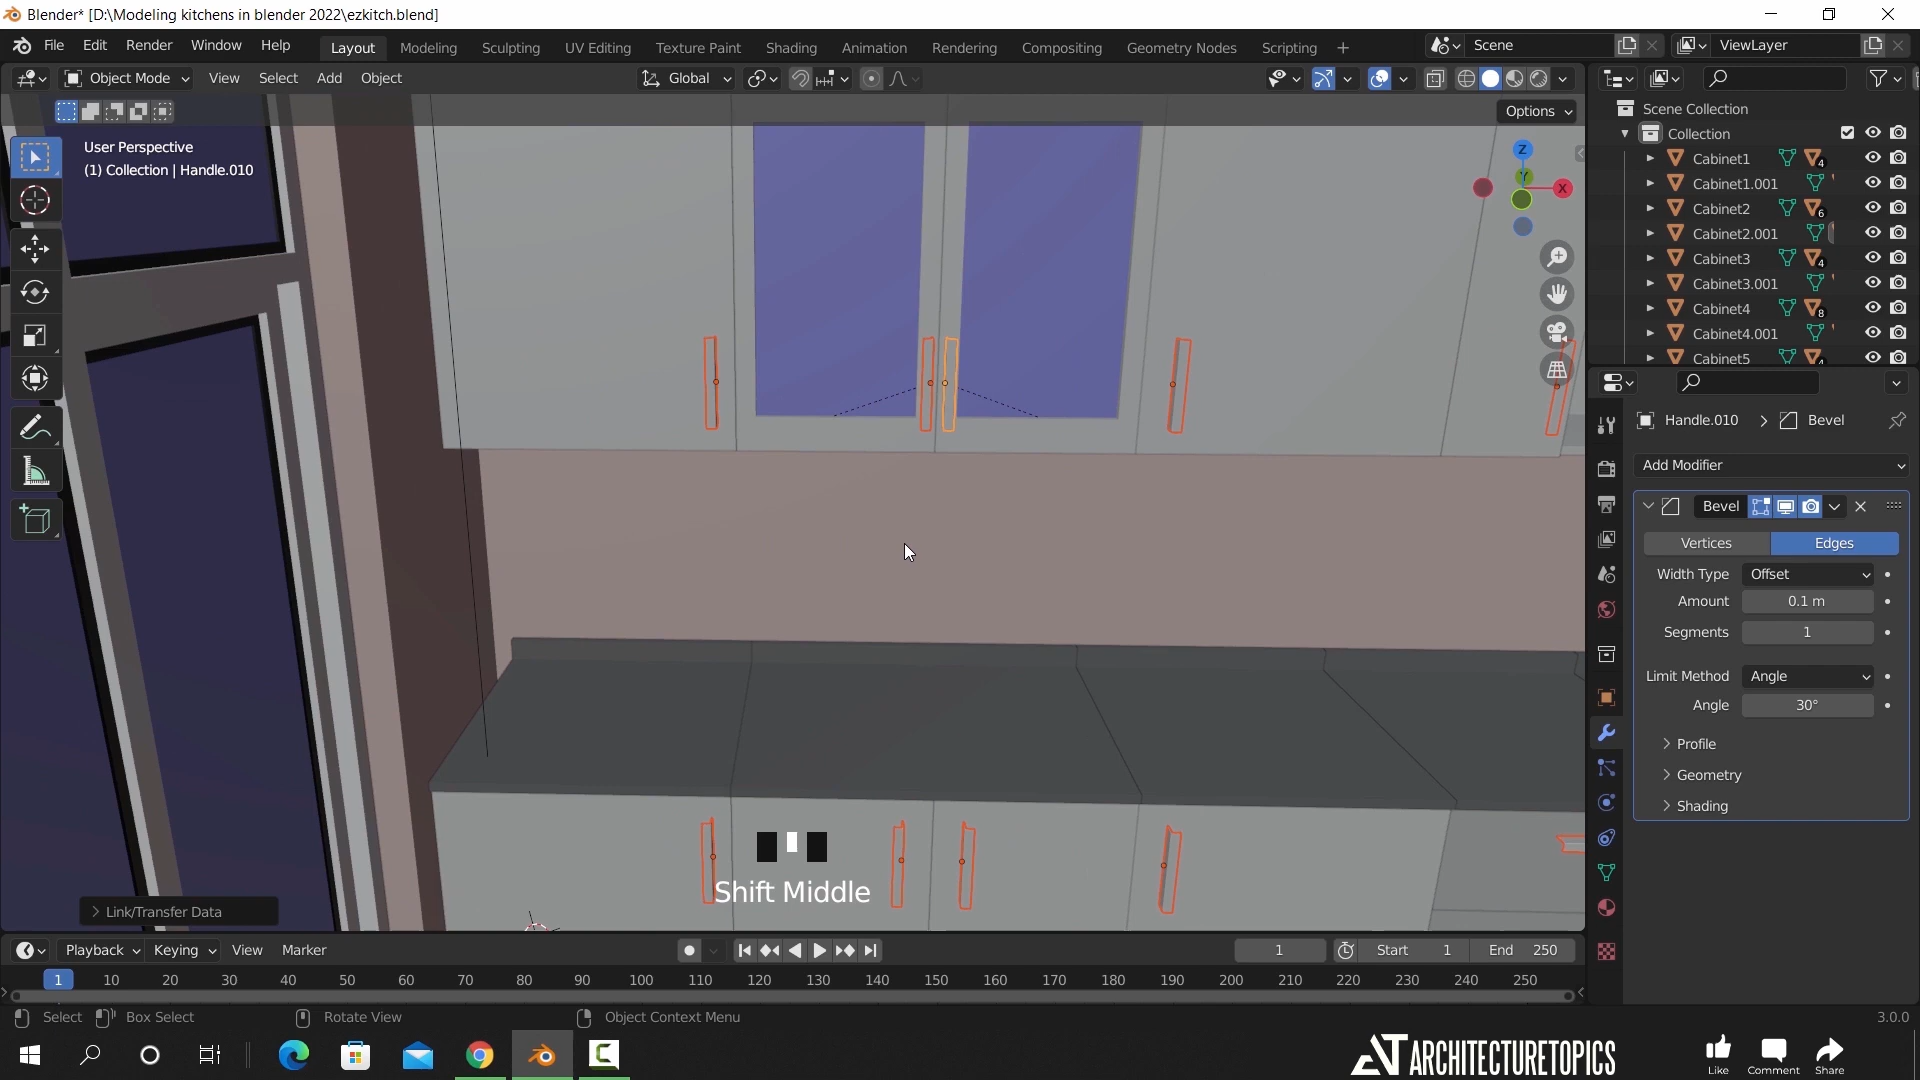 Blender* [D:\Modeling kitchens in blender 2022\ezkitch.blend]
File Edit Render Window Help Layout Modeling Sculpting UV Editing Texture Paint Shading Animation Rendering Compositing Geometry Nodes Scripting + Scene ViewLayer
Object Mode View Select Add Object Global
Options
User Perspective
(1) Collection | Handle.010
Z
Y
X
Scene Collection
Collection
Cabinet1 4
Cabinet1.001
Cabinet2 6
Cabinet2.001
Cabinet3 4
Cabinet3.001
Cabinet4 8
Cabinet4.001
Cabinet5
Handle.010 > Bevel
Add Modifier
Bevel
Vertices Edges
Width Type Offset
Amount 0.1 m
Segments 1
Limit Method Angle
Angle 30°
> Profile
> Geometry
> Shading
Shift Middle
> Link/Transfer Data
Playback Keying View Marker 1 Start 1 End 250
1 10 20 30 40 50 60 70 80 90 100 110 120 130 140 150 160 170 180 190 200 210 220 230 240 250
Select Box Select Rotate View Object Context Menu 3.0.0
ARCHITECTURETOPICS
Like Comment Share